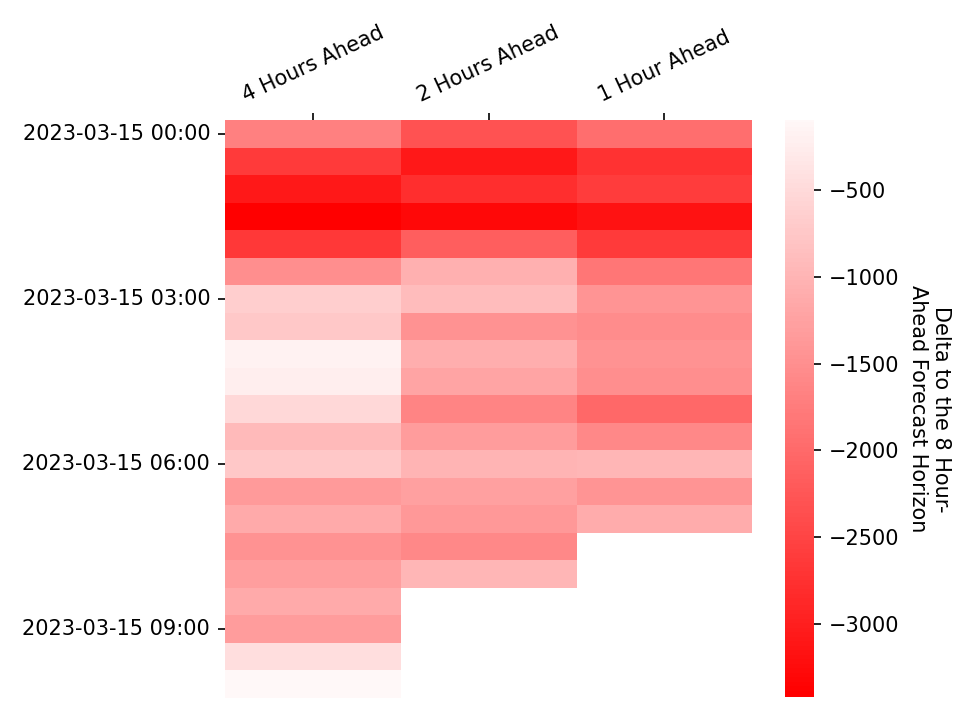 4 Hours Ahead
2 Hours Ahead
1 Hour Ahead
2023-03-15 00:00
2023-03-15 03:00
2023-03-15 06:00
2023-03-15 09:00
−500
−1000
−1500
−2000
−2500
−3000
Delta to the 8 Hour-
Ahead Forecast Horizon